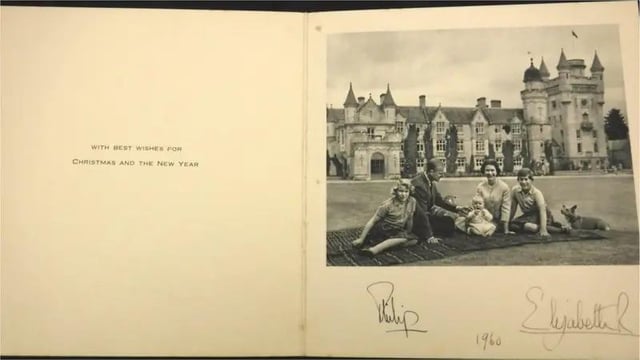 WITH BEST WISHES FOR
CHRISTMAS AND THE NEW YEAR
Philip
1960
Elizabeth R